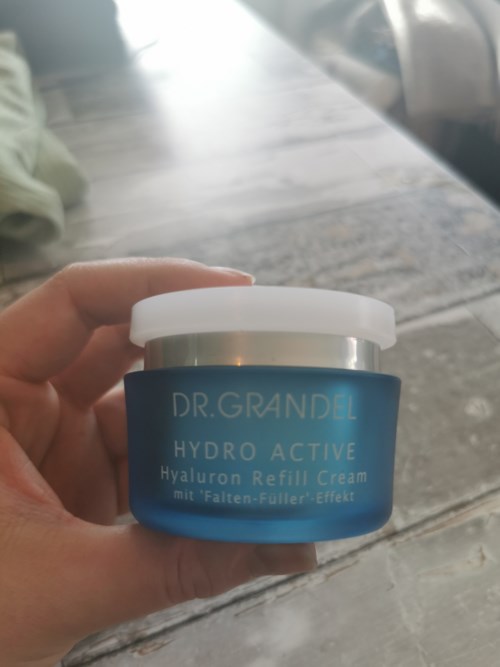 DR.GRANDEL
HYDRO ACTIVE
Hyaluron Refill Cream
mit 'Falten-Füller'-Effekt